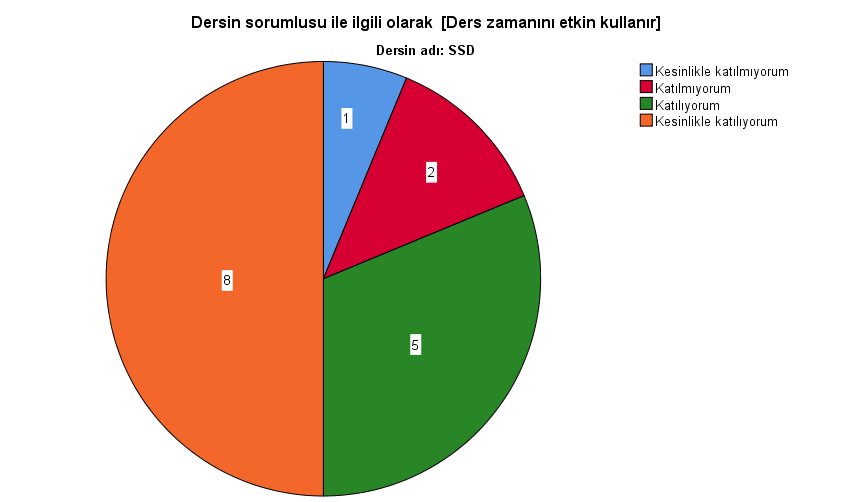 Dersin sorumlusu ile ilgili olarak  [Ders zamanını etkin kullanır]
Dersin adı: SSD
Kesinlikle katılmıyorum
Katılmıyorum
Katılıyorum
Kesinlikle katılıyorum
1
2
8
5